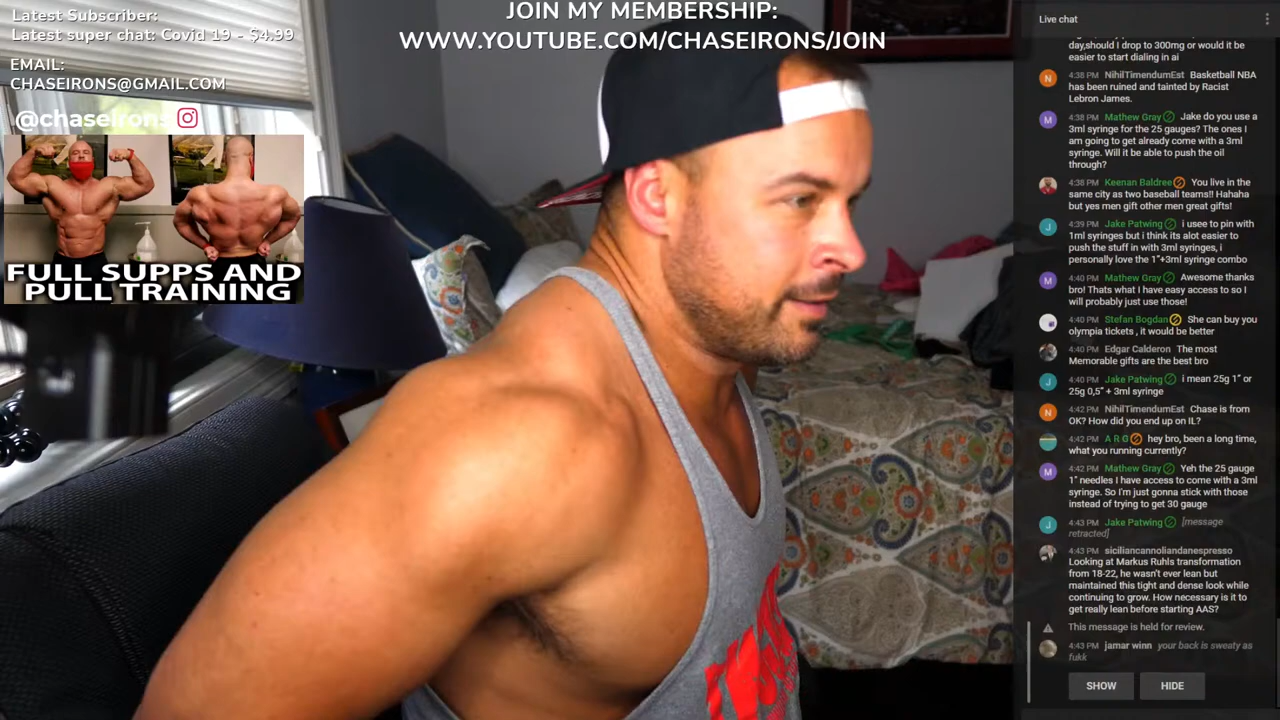 Latest Subscriber:
Latest super chat: Covid 19 - $4.99
EMAIL:
CHASEIRONS@GMAIL.COM
@chaseirons
FULL SUPPS AND
PULL TRAINING
JOIN MY MEMBERSHIP:
WWW.YOUTUBE.COM/CHASEIRONS/JOIN
Live chat
day,should I drop to 300mg or would it be
easier to start dialing in ai
N 4:38 PM NihilTimendumEst Basketball NBA
has been ruined and tainted by Racist
Lebron James.
M 4:38 PM Mathew Gray Jake do you use a
3ml syringe for the 25 gauges? The ones I
am going to get already come with a 3ml
syringe. Will it be able to push the oil
through?
4:38 PM Keenan Baldree You live in the
same city as two baseball teams!! Hahaha
but yes men gift other men great gifts!
J 4:39 PM Jake Patwing i usee to pin with
1ml syringes but i think its alot easier to
push the stuff in with 3ml syringes, i
personally love the 1"+3ml syringe combo
M 4:40 PM Mathew Gray Awesome thanks
bro! Thats what I have easy access to so I
will probably just use those!
4:40 PM Stefan Bogdan She can buy you
olympia tickets , it would be better
4:40 PM Edgar Calderon The most
Memorable gifts are the best bro
J 4:40 PM Jake Patwing i mean 25g 1" or
25g 0,5" + 3ml syringe
N 4:42 PM NihilTimendumEst Chase is from
OK? How did you end up on IL?
4:42 PM A R G hey bro, been a long time,
what you running currently?
M 4:42 PM Mathew Gray Yeh the 25 gauge
1" needles I have access to come with a 3ml
syringe. So I'm just gonna stick with those
instead of trying to get 30 gauge
J 4:43 PM Jake Patwing [message
retracted]
4:43 PM siciliancannoliandanespresso
Looking at Markus Ruhls transformation
from 18-22, he wasn't ever lean but
maintained this tight and dense look while
continuing to grow. How necessary is it to
get really lean before starting AAS?
This message is held for review.
4:43 PM jamar winn your back is sweaty as
fukk
SHOW HIDE